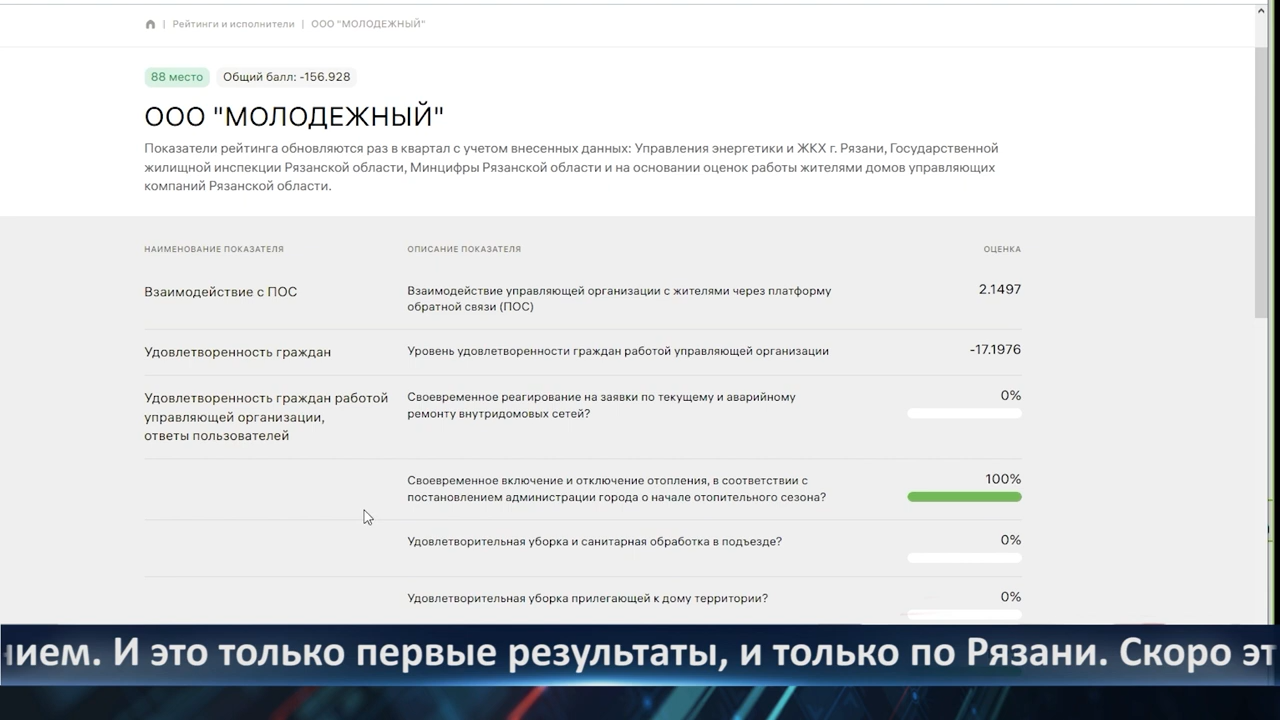 | Рейтинги и исполнители | ООО "МОЛОДЕЖНЫЙ"
88 место Общий балл: -156.928
ООО "МОЛОДЕЖНЫЙ"
Показатели рейтинга обновляются раз в квартал с учетом внесенных данных: Управления энергетики и ЖКХ г. Рязани, Государственной
жилищной инспекции Рязанской области, Минцифры Рязанской области и на основании оценок работы жителями домов управляющих
компаний Рязанской области.
НАИМЕНОВАНИЕ ПОКАЗАТЕЛЯ ОПИСАНИЕ ПОКАЗАТЕЛЯ ОЦЕНКА
Взаимодействие с ПОС
Взаимодействие управляющей организации с жителями через платформу
обратной связи (ПОС)
2.1497
Удовлетворенность граждан
Уровень удовлетворенности граждан работой управляющей организации
-17.1976
Удовлетворенность граждан работой
управляющей организации,
ответы пользователей
Своевременное реагирование на заявки по текущему и аварийному
ремонту внутридомовых сетей?
0%
Своевременное включение и отключение отопления, в соответствии с
постановлением администрации города о начале отопительного сезона?
100%
Удовлетворительная уборка и санитарная обработка в подъезде?
0%
Удовлетворительная уборка прилегающей к дому территории?
0%
нием. И это только первые результаты, и только по Рязани. Скоро эт